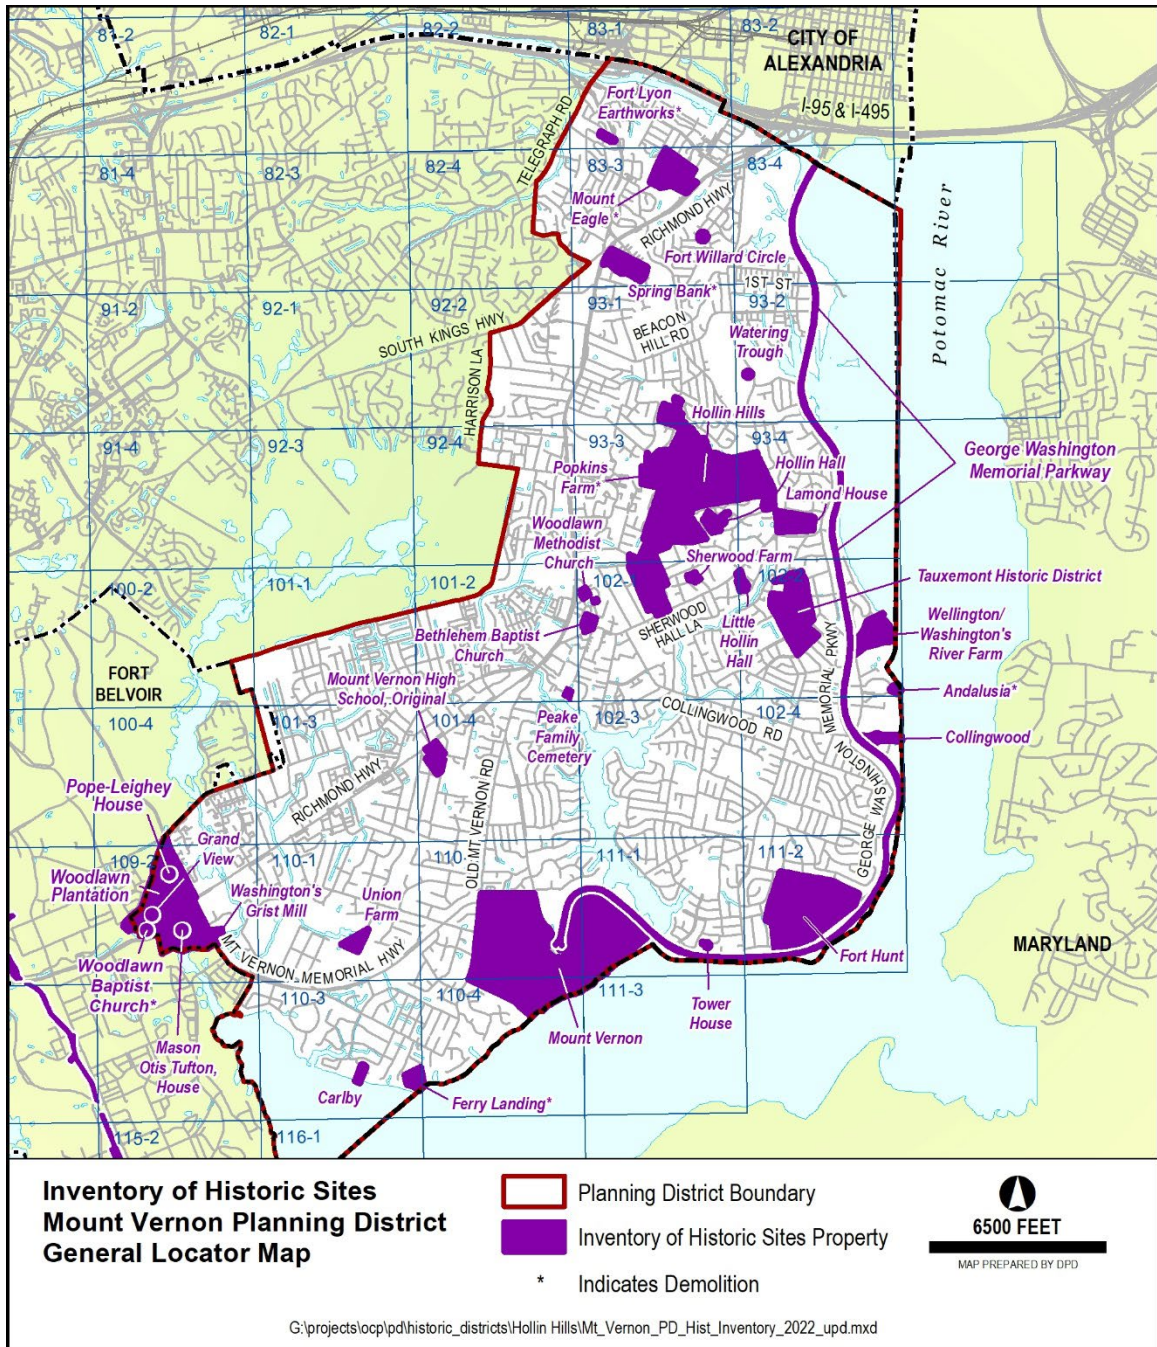 81-2
82-1
82-2
83-1
83-2
CITY OF
ALEXANDRIA
I-95 & I-495
Fort Lyon
Earthworks*
TELEGRAPH RD
81-4
82-3
82-4
83-3
83-4
Mount
Eagle *
RICHMOND HWY
Fort Willard Circle
Potomac River
Spring Bank*
1ST ST
91-2
92-1
92-2
93-1
93-2
SOUTH KINGS HWY
BEACON
HILL RD
Watering
Trough
HARRISON LA
Hollin Hills
91-4
92-3
92-4
93-3
93-4
George Washington
Memorial Parkway
Popkins
Farm*
Hollin Hall
Lamond House
Woodlawn
Methodist
Church
Sherwood Farm
100-2
101-1
101-2
102-1
102-2
Tauxemont Historic District
SHERWOOD
HALL LA
Little
Hollin
Hall
Wellington/
Washington's
River Farm
Bethlehem Baptist
Church
FORT
BELVOIR
Mount Vernon High
School, Original
MEMORIAL PKWY
Andalusia*
100-4
101-3
101-4
102-3
102-4
COLLINGWOOD RD
Peake
Family
Cemetery
Collingwood
Pope-Leighey
House
RICHMOND HWY
OLD MT VERNON RD
GEORGE WASHINGTON
Grand
View
109-2
110-1
110-
111-1
111-2
Woodlawn
Plantation
Washington's
Grist Mill
Union
Farm
MT VERNON MEMORIAL HWY
MARYLAND
Fort Hunt
Woodlawn
Baptist
Church*
110-3
110-4
111-3
Tower
House
Mount Vernon
Mason
Otis Tufton,
House
Carlby
Ferry Landing*
115-2
116-1
Inventory of Historic Sites
Mount Vernon Planning District
General Locator Map
Planning District Boundary
Inventory of Historic Sites Property
* Indicates Demolition
6500 FEET
MAP PREPARED BY DPD
G:\projects\ocp\pd\historic_districts\Hollin Hills\Mt_Vernon_PD_Hist_Inventory_2022_upd.mxd